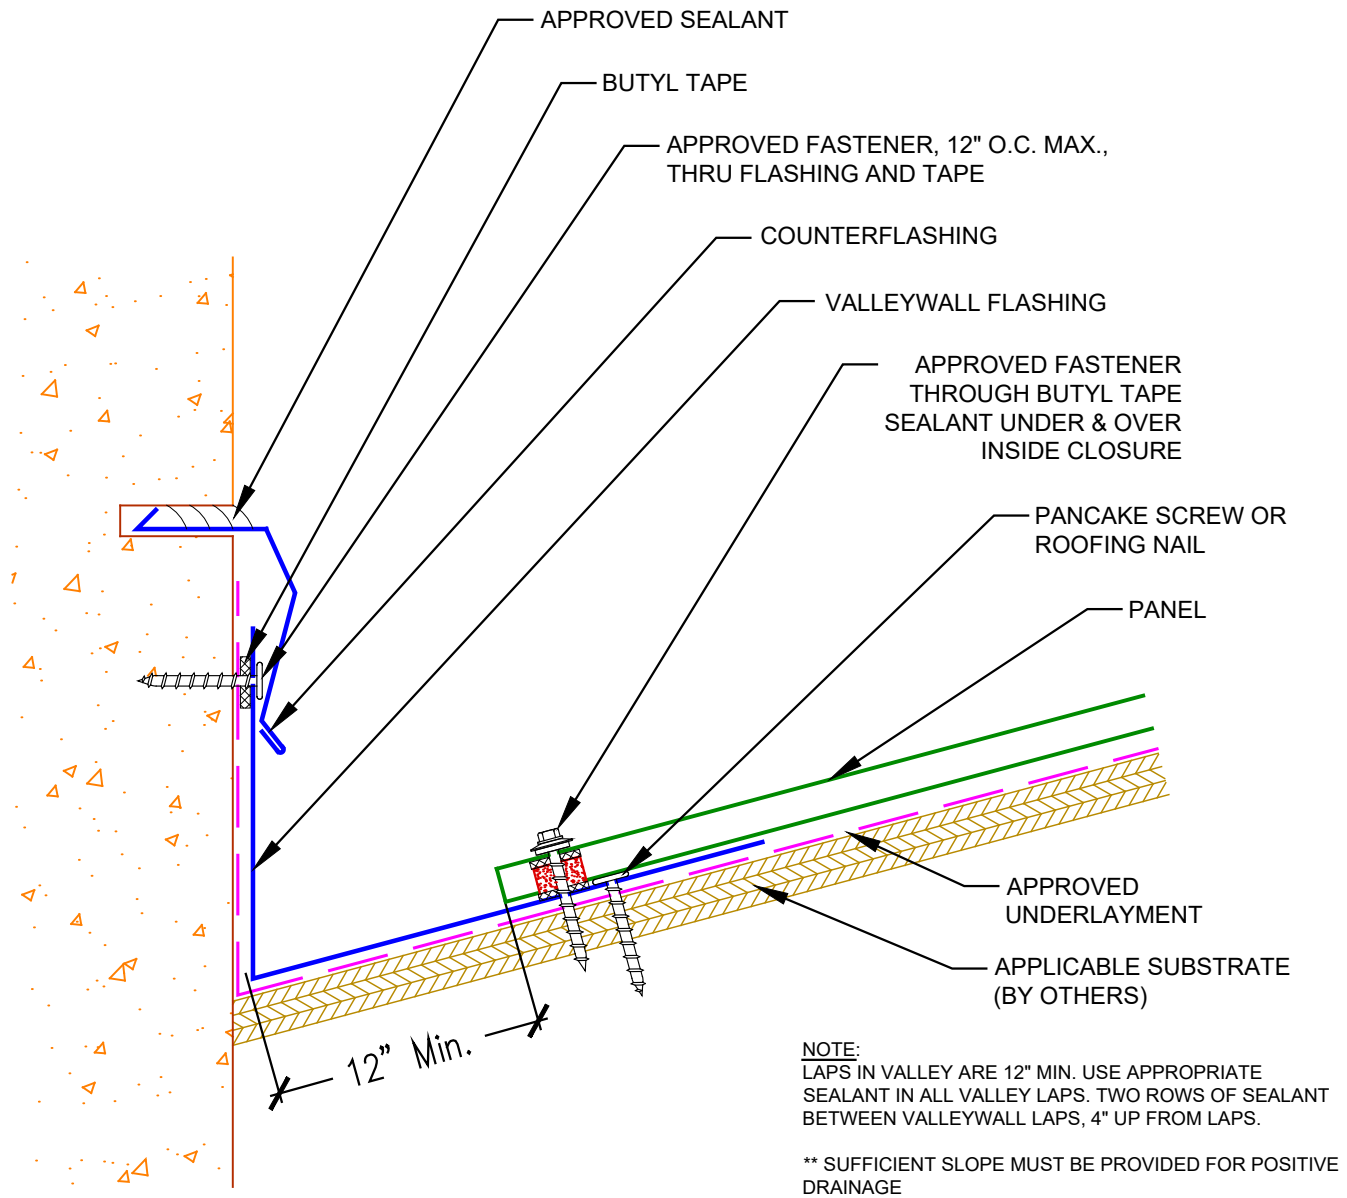 APPROVED SEALANT
BUTYL TAPE
APPROVED FASTENER, 12" O.C. MAX.,
THRU FLASHING AND TAPE
COUNTERFLASHING
VALLEYWALL FLASHING
APPROVED FASTENER
THROUGH BUTYL TAPE
SEALANT UNDER & OVER
INSIDE CLOSURE
PANCAKE SCREW OR
ROOFING NAIL
PANEL
APPROVED
UNDERLAYMENT
APPLICABLE SUBSTRATE
(BY OTHERS)
12" Min.
NOTE:
LAPS IN VALLEY ARE 12" MIN. USE APPROPRIATE
SEALANT IN ALL VALLEY LAPS. TWO ROWS OF SEALANT
BETWEEN VALLEYWALL LAPS, 4" UP FROM LAPS.
** SUFFICIENT SLOPE MUST BE PROVIDED FOR POSITIVE
DRAINAGE